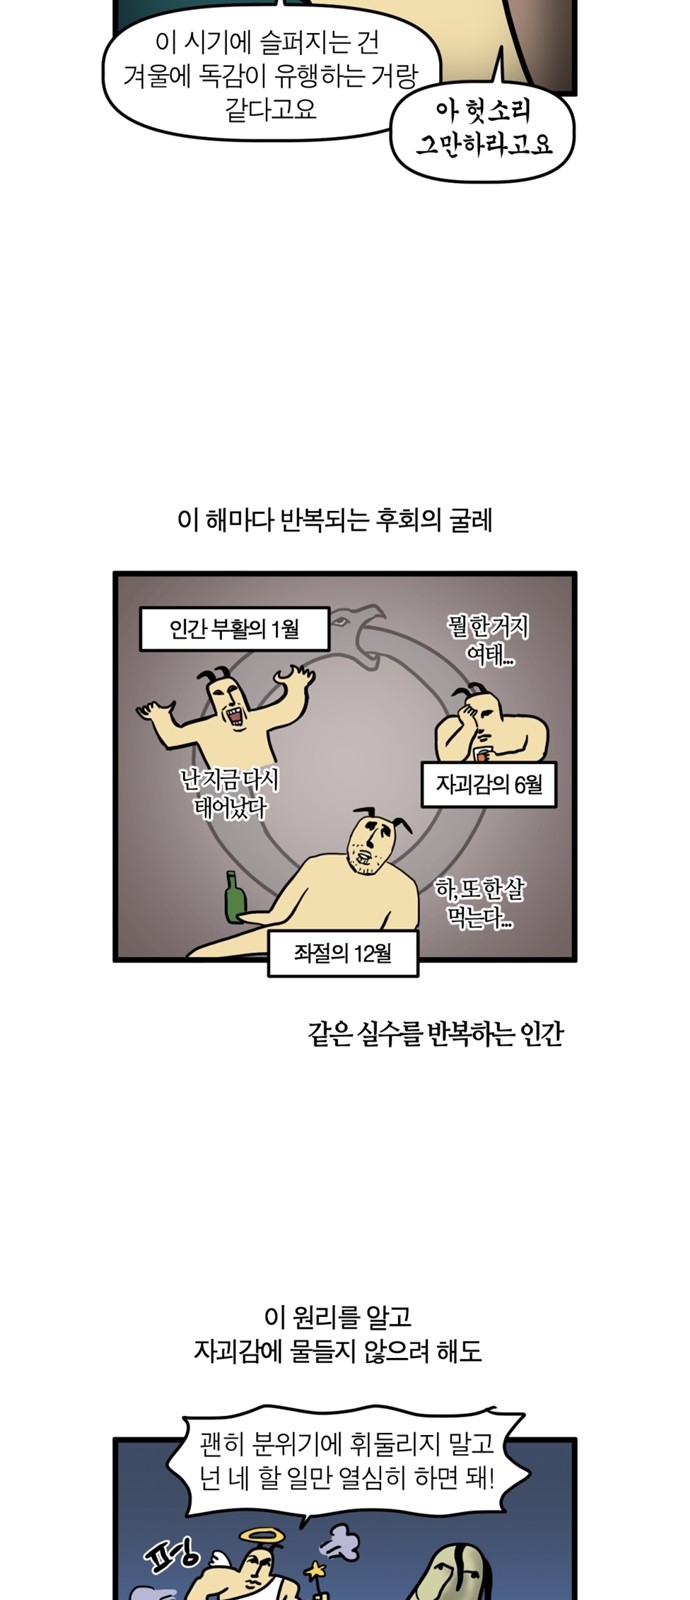 이 시기에 슬퍼지는 건
겨울에 독감이 유행하는 거랑
같다고요
아 헛소리
그만하라고요
이 해마다 반복되는 후회의 굴레
인간 부활의 1월
뭘 한 거지
여태...
난 지금 다시
태어났다
자괴감의 6월
하, 또 한 살
먹는다...
좌절의 12월
같은 실수를 반복하는 인간
이 원리를 알고
자괴감에 물들지 않으려 해도
괜히 분위기에 휘둘리지 말고
넌 네 할 일만 열심히 하면 돼!
뾰잉